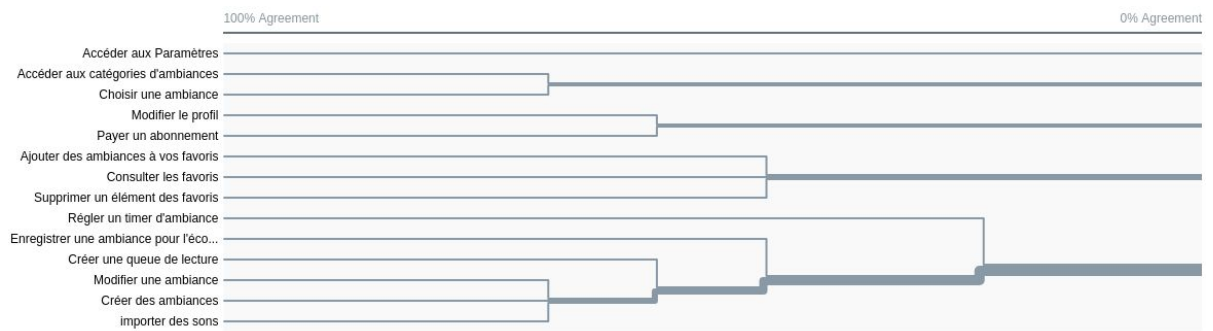 100% Agreement 0% Agreement
Accéder aux Paramètres
Accéder aux catégories d'ambiances
Choisir une ambiance
Modifier le profil
Payer un abonnement
Ajouter des ambiances à vos favoris
Consulter les favoris
Supprimer un élément des favoris
Régler un timer d'ambiance
Enregistrer une ambiance pour l'éco...
Créer une queue de lecture
Modifier une ambiance
Créer des ambiances
importer des sons